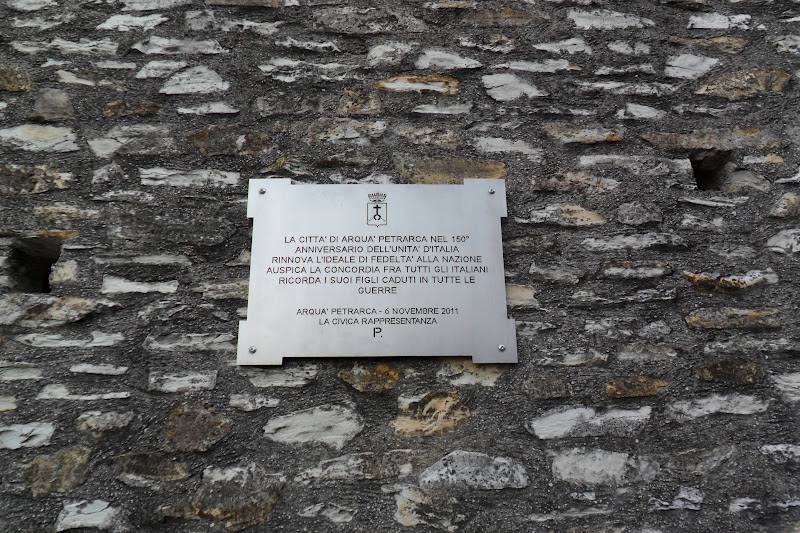 LA CITTA' DI ARQUA' PETRARCA NEL 150°
ANNIVERSARIO DELL'UNITA' D'ITALIA
RINNOVA L'IDEALE DI FEDELTA' ALLA NAZIONE
AUSPICA LA CONCORDIA FRA TUTTI GLI ITALIANI
RICORDA I SUOI FIGLI CADUTI IN TUTTE LE
GUERRE
ARQUA' PETRARCA - 6 NOVEMBRE 2011
LA CIVICA RAPPRESENTANZA
P.